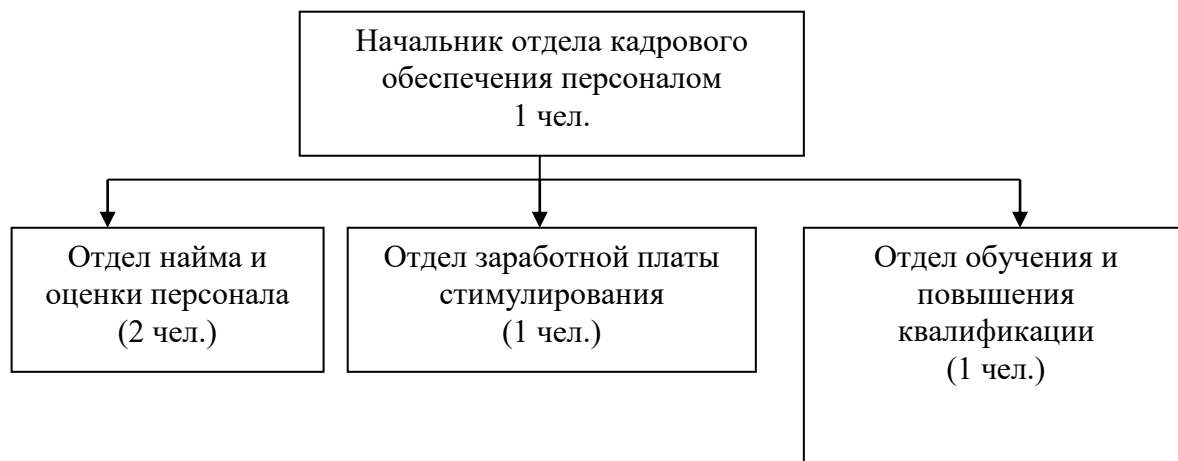 Начальник отдела кадрового
обеспечения персоналом
1 чел.
Отдел найма и
оценки персонала
(2 чел.)
Отдел заработной платы
стимулирования
(1 чел.)
Отдел обучения и
повышения
квалификации
(1 чел.)